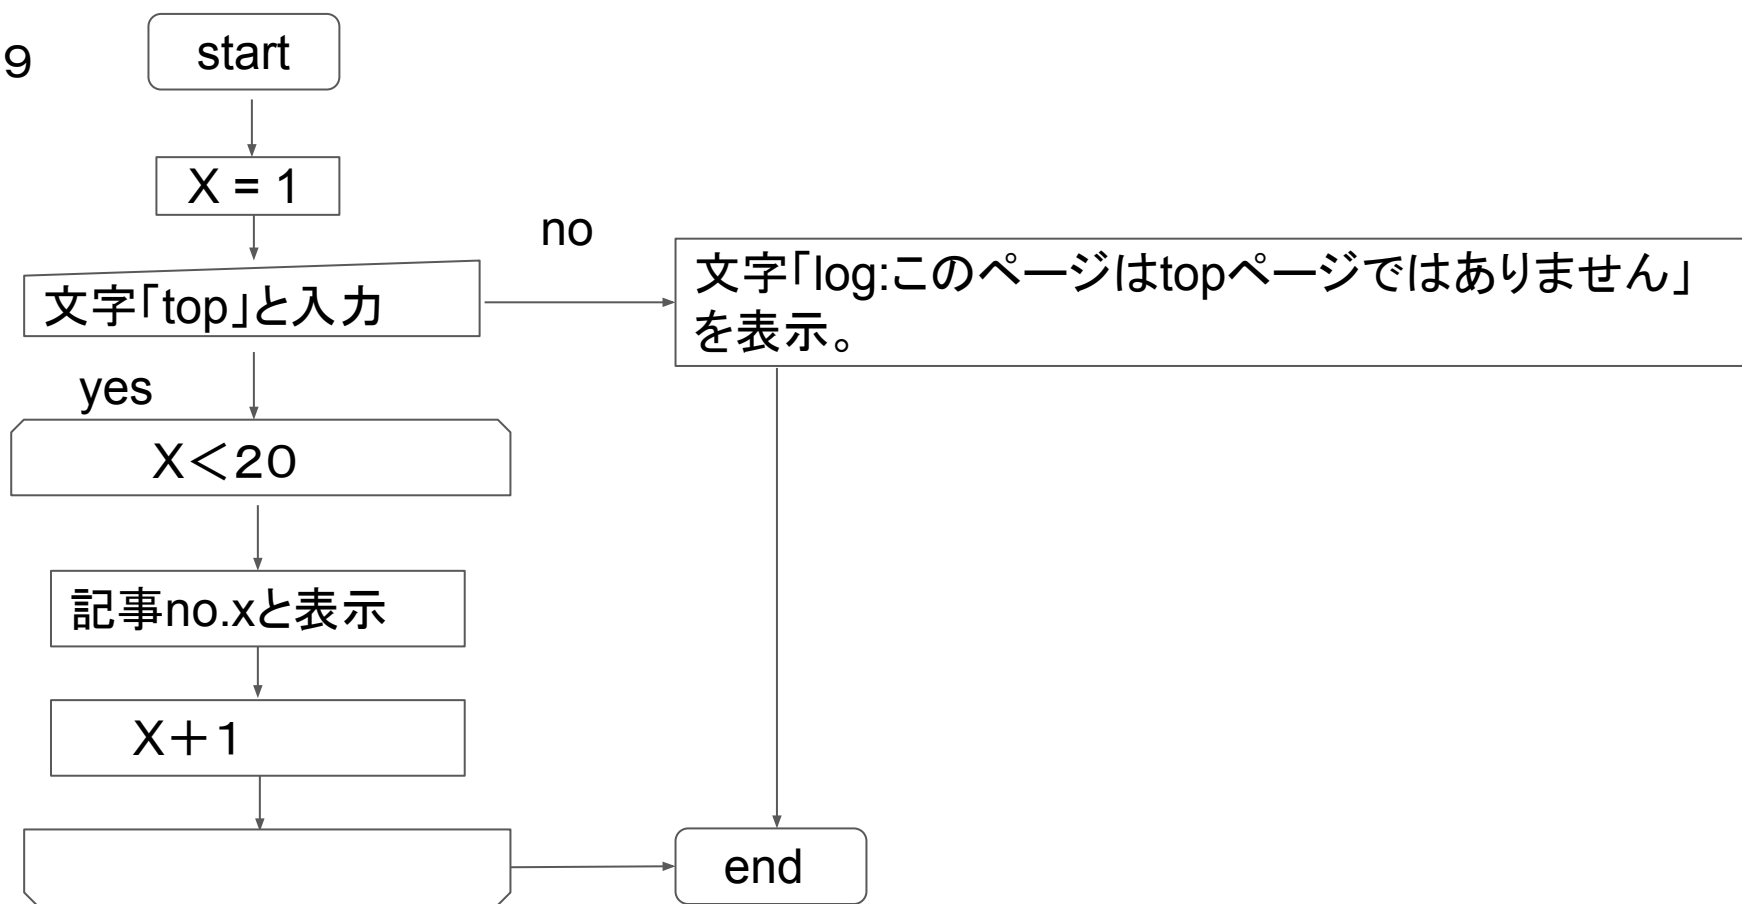 9
start
X = 1
no
文字「top」と入力
文字「log:このページはtopページではありません」
を表示。
yes
X＜20
記事no.xと表示
X＋1
end